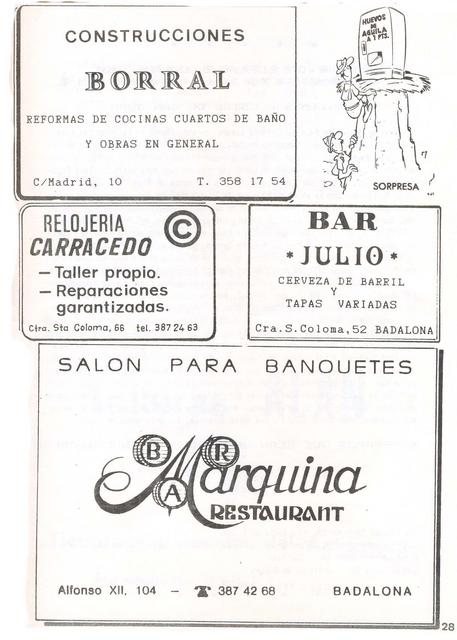 CONSTRUCCIONES
BORRAL
REFORMAS DE COCINAS CUARTOS DE BAÑO
Y OBRAS EN GENERAL
C/Madrid, 10 T. 358 17 54
HUEVOS
DE
AGUILA
A 1 PTS.
SORPRESA
RELOJERIA C
CARRACEDO
— Taller propio.
— Reparaciones
garantizadas.
Ctra. Sta Coloma, 66 tel. 387 24 63
BAR
* JULIO *
CERVEZA DE BARRIL
Y
TAPAS VARIADAS
Cra.S.Coloma,52 BADALONA
SALON PARA BANQUETES
BAR
Marquina
RESTAURANT
Alfonso XII, 104 — ☎ 387 42 68 BADALONA
28